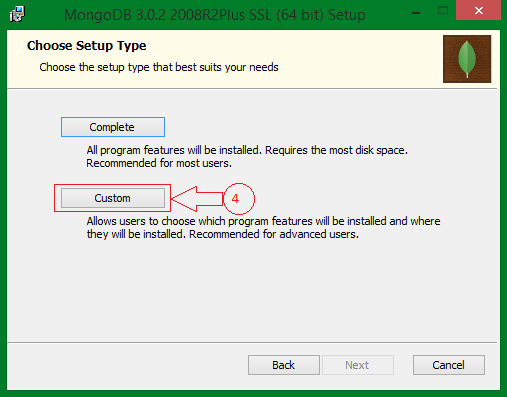 MongoDB 3.0.2 2008R2Plus SSL (64 bit) Setup
Choose Setup Type
Choose the setup type that best suits your needs
Complete
All program features will be installed. Requires the most disk space.
Recommended for most users.
Custom
4
Allows users to choose which program features will be installed and where
they will be installed. Recommended for advanced users.
Back
Next
Cancel